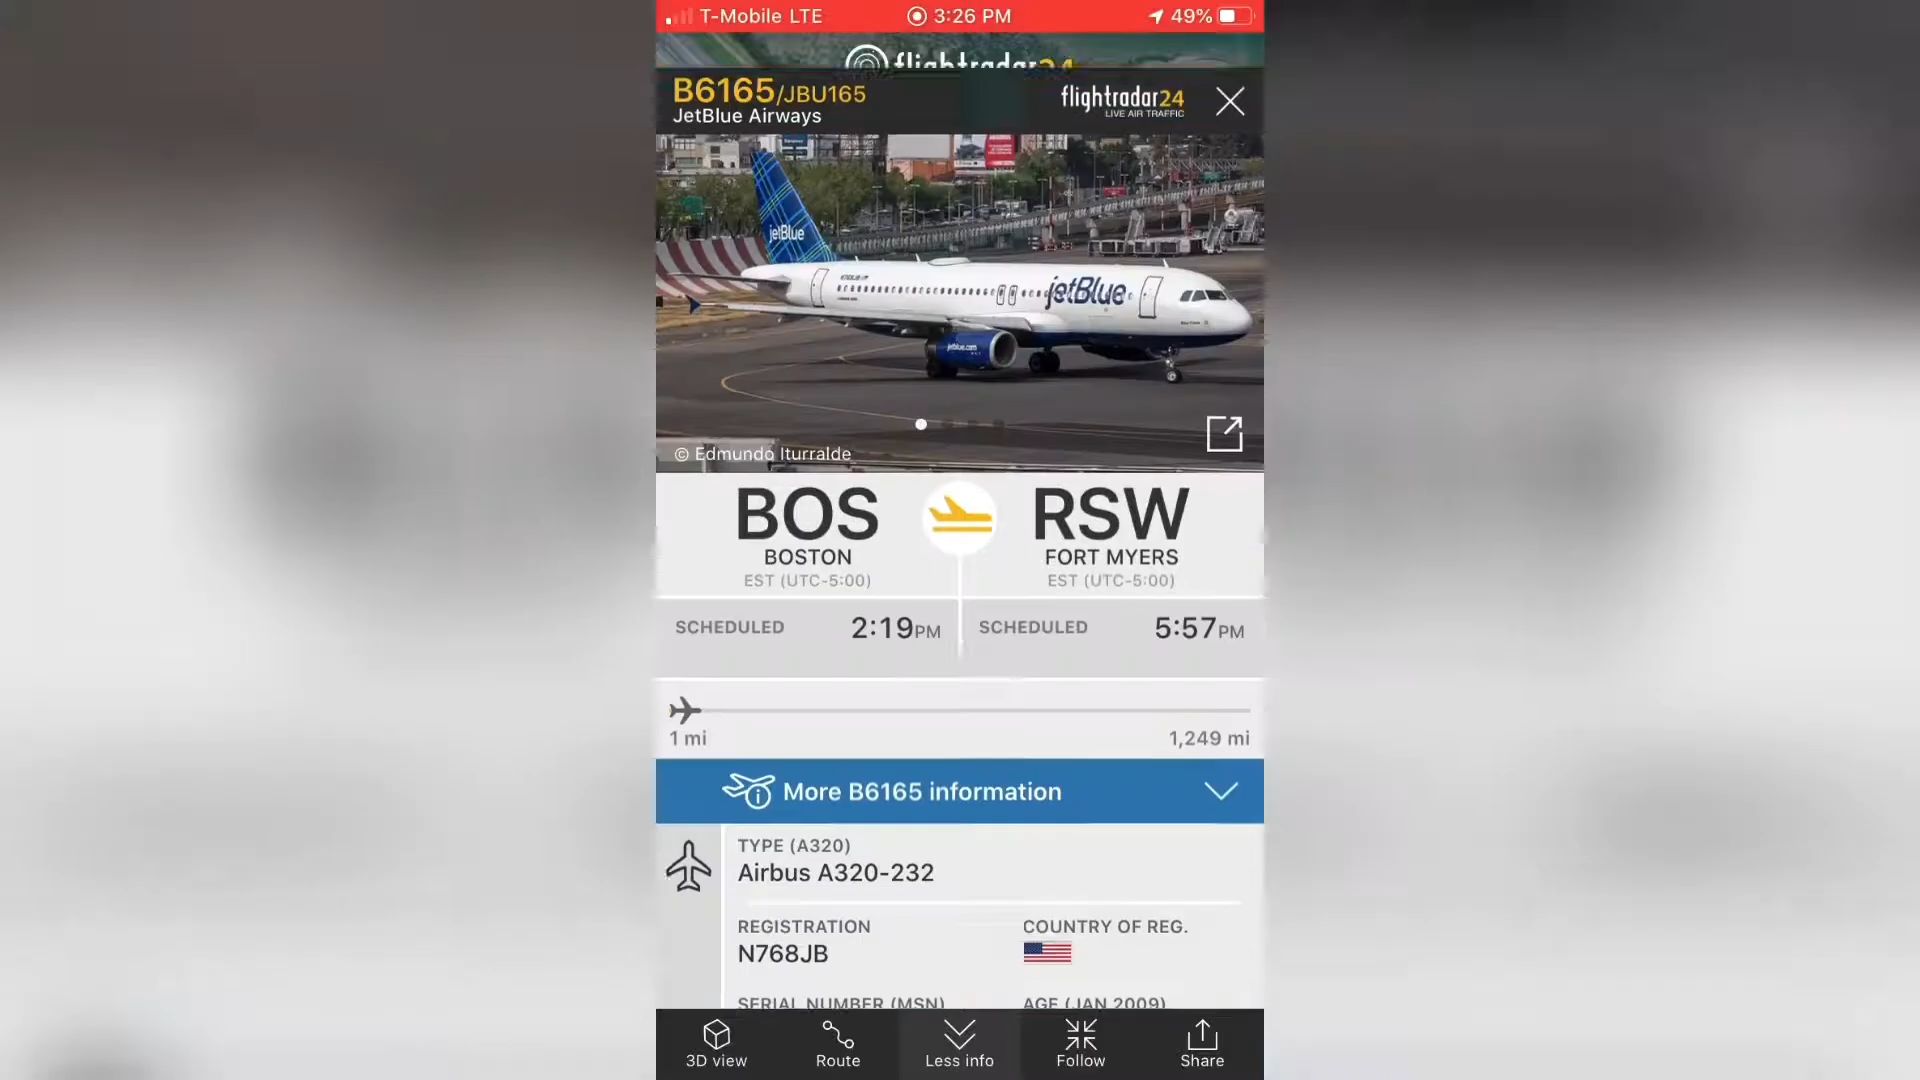 T-Mobile LTE 3:26 PM 49%
flightradar24
B6165/JBU165
JetBlue Airways
flightradar24
LIVE AIR TRAFFIC
jetBlue
jetBlue
jetblue.com
© Edmundo Iturralde
BOS RSW
BOSTON FORT MYERS
EST (UTC-5:00) EST (UTC-5:00)
SCHEDULED 2:19PM SCHEDULED 5:57PM
1 mi 1,249 mi
More B6165 information
TYPE (A320)
Airbus A320-232
REGISTRATION COUNTRY OF REG.
N768JB
SERIAL NUMBER (MSN) AGE (JAN 2009)
3D view Route Less info Follow Share